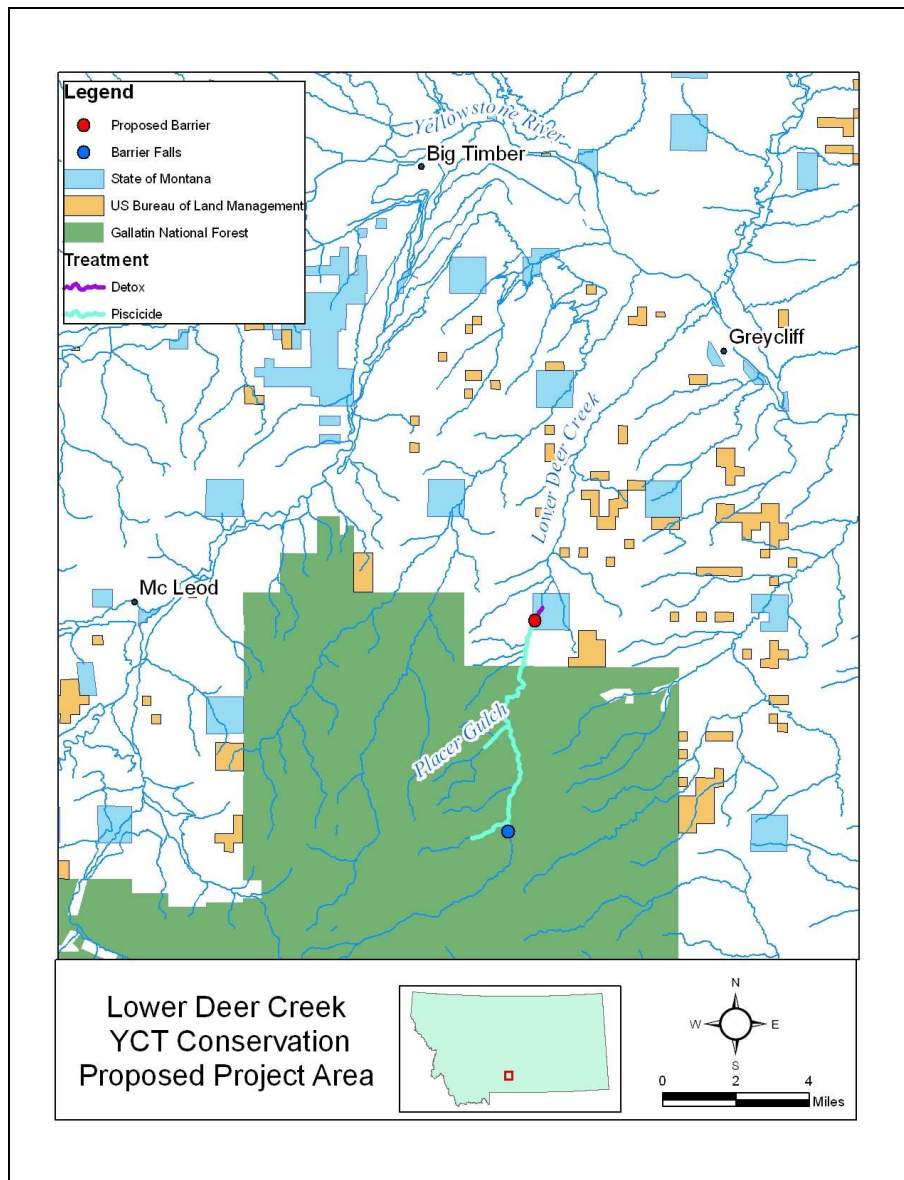 Legend
Proposed Barrier
Barrier Falls
State of Montana
US Bureau of Land Management
Gallatin National Forest
Treatment
Detox
Piscicide
Yellowstone River
Big Timber
Greycliff
Lower Deer Creek
Mc Leod
Placer Gulch
Lower Deer Creek
YCT Conservation
Proposed Project Area
N
W E
S
0 2 4
Miles